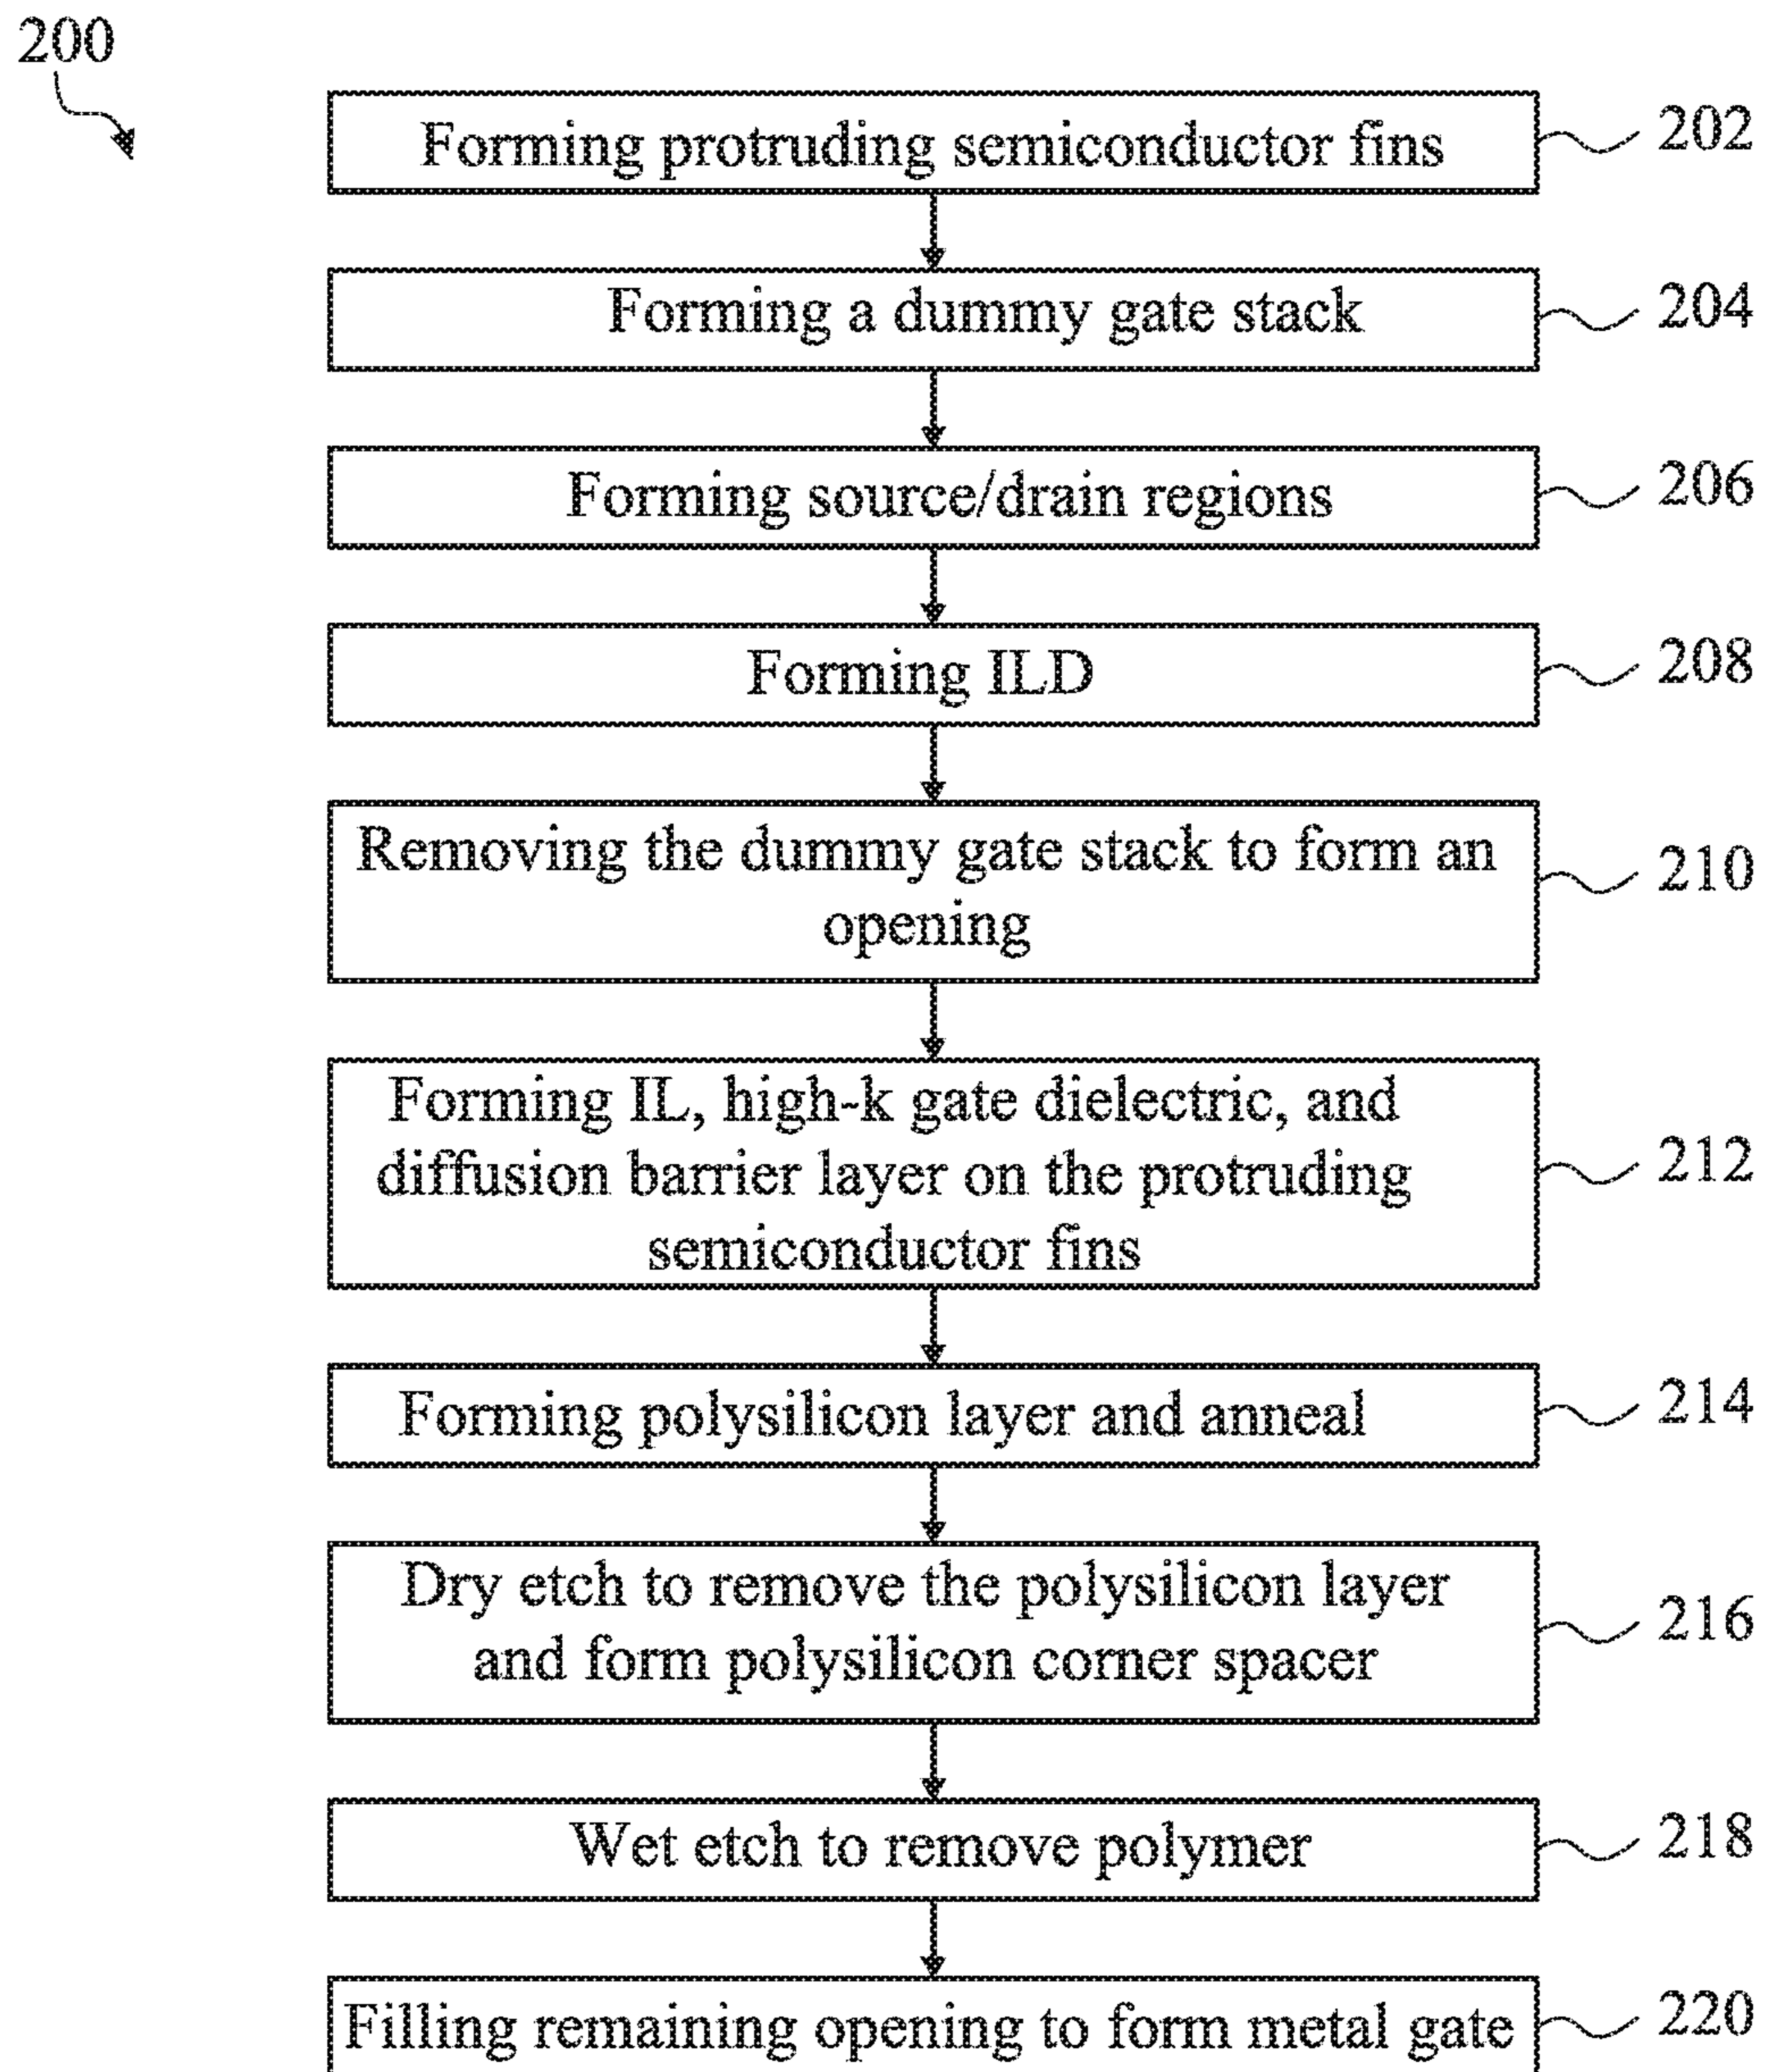 200
Forming protruding semiconductor fins
202
Forming a dummy gate stack
204
Forming source/drain regions
206
Forming ILD
208
Removing the dummy gate stack to form an
opening
210
Forming IL, high-k gate dielectric, and
diffusion barrier layer on the protruding
semiconductor fins
212
Forming polysilicon layer and anneal
214
Dry etch to remove the polysilicon layer
and form polysilicon corner spacer
216
Wet etch to remove polymer
218
Filling remaining opening to form metal gate
220